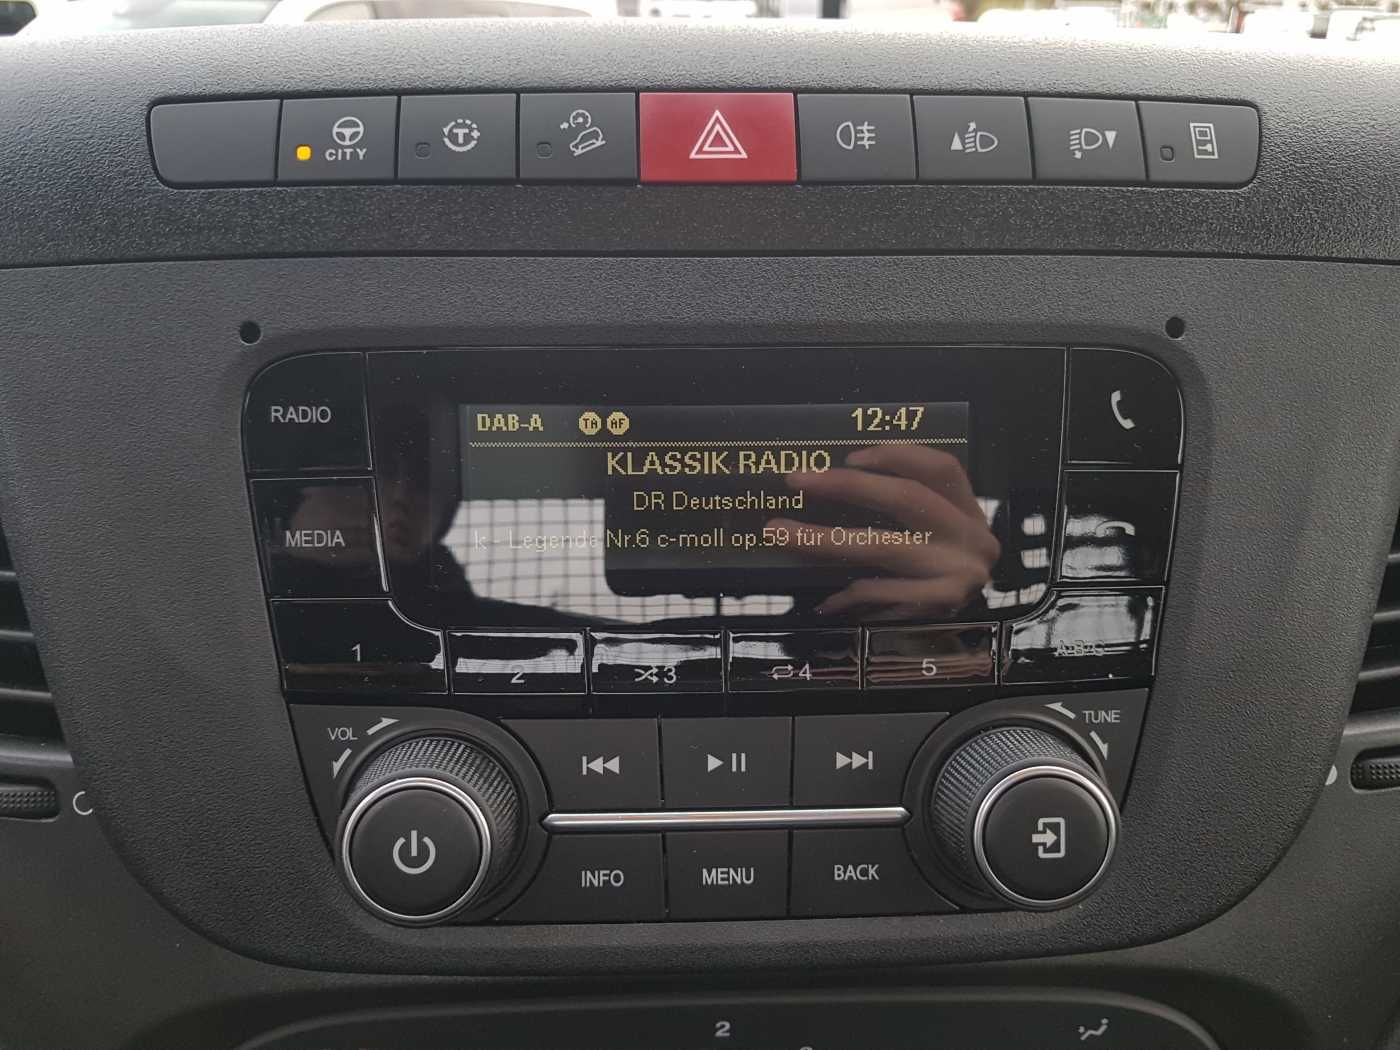 CITY
T+
RADIO
MEDIA
DAB-A TA AF 12:47
KLASSIK RADIO
DR Deutschland
k - Legende Nr.6 c-moll op.59 für Orchester
1 2 3 4 5 A-B-C
VOL
TUNE
INFO MENU BACK
2